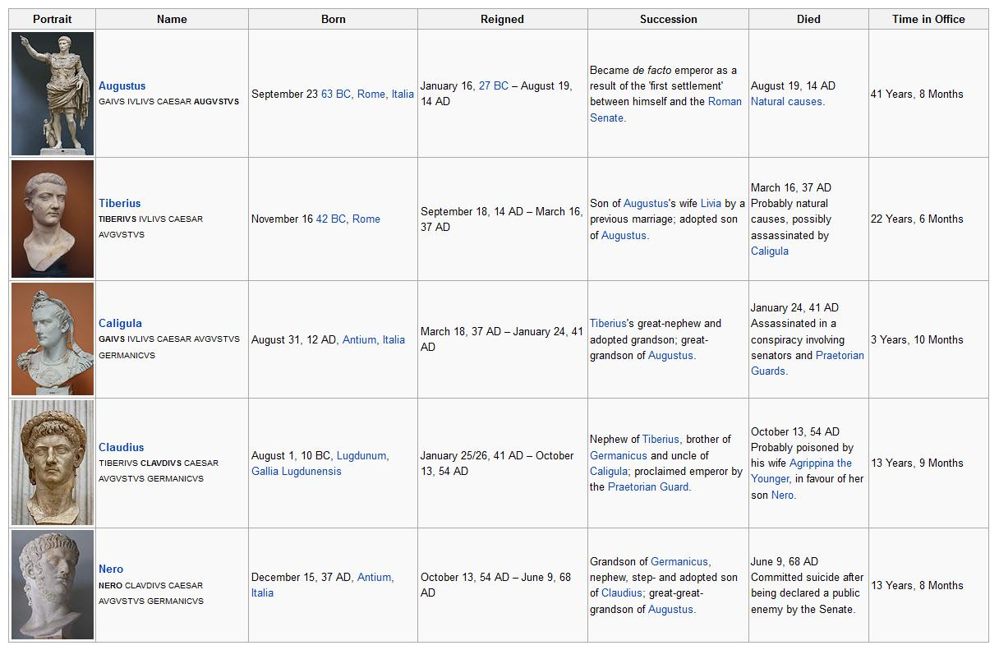 Portrait Name Born Reigned Succession Died Time in Office
Augustus
GAIVS IVLIVS CAESAR AVGVSTVS
September 23 63 BC, Rome, Italia
January 16, 27 BC – August 19,
14 AD
Became de facto emperor as a
result of the 'first settlement'
between himself and the Roman
Senate.
August 19, 14 AD
Natural causes.
41 Years, 8 Months
Tiberius
TIBERIVS IVLIVS CAESAR
AVGVSTVS
November 16 42 BC, Rome
September 18, 14 AD – March 16,
37 AD
Son of Augustus's wife Livia by a
previous marriage; adopted son
of Augustus.
March 16, 37 AD
Probably natural
causes, possibly
assassinated by
Caligula
22 Years, 6 Months
Caligula
GAIVS IVLIVS CAESAR AVGVSTVS
GERMANICVS
August 31, 12 AD, Antium, Italia
March 18, 37 AD – January 24, 41
AD
Tiberius's great-nephew and
adopted grandson; great-
grandson of Augustus.
January 24, 41 AD
Assassinated in a
conspiracy involving
senators and Praetorian
Guards.
3 Years, 10 Months
Claudius
TIBERIVS CLAVDIVS CAESAR
AVGVSTVS GERMANICVS
August 1, 10 BC, Lugdunum,
Gallia Lugdunensis
January 25/26, 41 AD – October
13, 54 AD
Nephew of Tiberius, brother of
Germanicus and uncle of
Caligula; proclaimed emperor by
the Praetorian Guard.
October 13, 54 AD
Probably poisoned by
his wife Agrippina the
Younger, in favour of her
son Nero.
13 Years, 9 Months
Nero
NERO CLAVDIVS CAESAR
AVGVSTVS GERMANICVS
December 15, 37 AD, Antium,
Italia
October 13, 54 AD – June 9, 68
AD
Grandson of Germanicus,
nephew, step- and adopted son
of Claudius; great-great-
grandson of Augustus.
June 9, 68 AD
Committed suicide after
being declared a public
enemy by the Senate.
13 Years, 8 Months